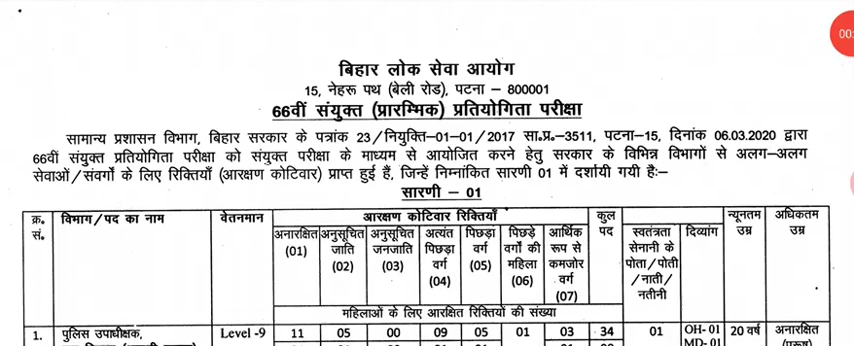 00:
बिहार लोक सेवा आयोग
15, नेहरू पथ (बेली रोड), पटना – 800001
66वीं संयुक्त (प्रारम्भिक) प्रतियोगिता परीक्षा
सामान्य प्रशासन विभाग, बिहार सरकार के पत्रांक 23/नियुक्ति–01–01/2017 सा.प्र.–3511, पटना–15, दिनांक 06.03.2020 द्वारा
66वीं संयुक्त प्रतियोगिता परीक्षा को संयुक्त परीक्षा के माध्यम से आयोजित करने हेतु सरकार के विभिन्न विभागों से अलग–अलग
सेवाओं/संवर्गो के लिए रिक्तियाँ (आरक्षण कोटिवार) प्राप्त हुई हैं, जिन्हें निम्नांकित सारणी 01 में दर्शायी गयी है:–
सारणी – 01
क्र. सं. विभाग/पद का नाम वेतनमान आरक्षण कोटिवार रिक्तियाँ कुल पद न्यूनतम उम्र अधिकतम उम्र
अनारक्षित (01) अनुसूचित जाति (02) अनुसूचित जनजाति (03) अत्यंत पिछड़ा वर्ग (04) पिछड़ा वर्ग (05) पिछड़े वर्गो की महिला (06) आर्थिक रूप से कमजोर वर्ग (07) स्वतंत्रता सेनानी के पोता/पोती/नाती/नतीनी दिव्यांग
महिलाओं के लिए आरक्षित रिक्तियों की संख्या
1. पुलिस उपाधीक्षक, Level -9 11 05 00 09 05 01 03 34 01 OH- 01 20 वर्ष अनारक्षित
MD- 01 (पुरूष)